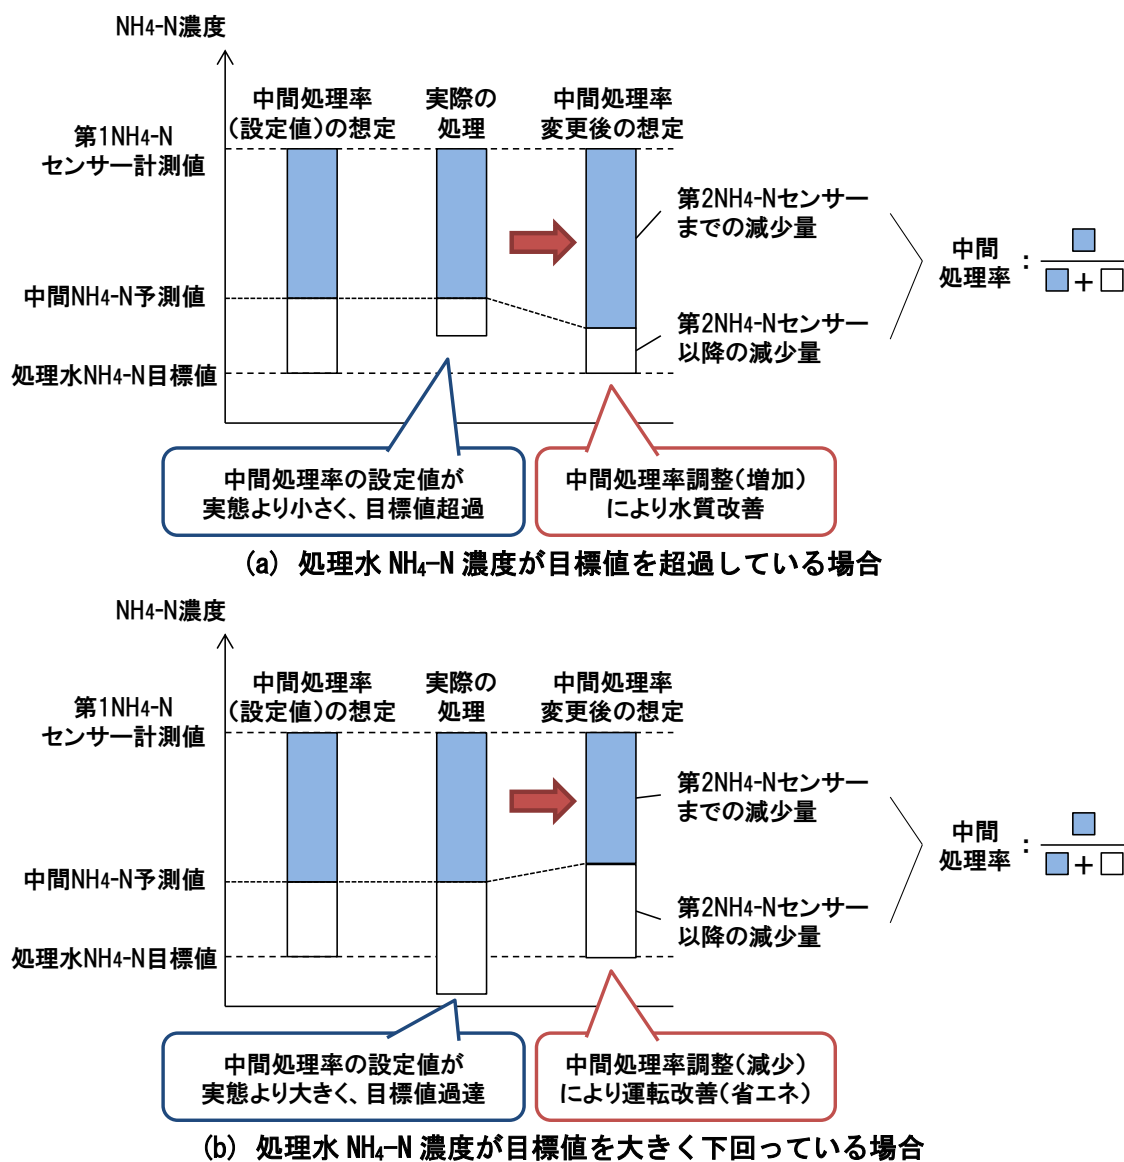 NH4-N濃度
中間処理率
(設定値)の想定
実際の
処理
中間処理率
変更後の想定
第1NH4-N
センサー計測値
第2NH4-Nセンサー
までの減少量
中間
処理率
:
+
中間NH4-N予測値
第2NH4-Nセンサー
以降の減少量
処理水NH4-N目標値
中間処理率の設定値が
実態より小さく、目標値超過
中間処理率調整(増加)
により水質改善
(a) 処理水 NH4-N 濃度が目標値を超過している場合
NH4-N濃度
中間処理率
(設定値)の想定
実際の
処理
中間処理率
変更後の想定
第1NH4-N
センサー計測値
第2NH4-Nセンサー
までの減少量
中間
処理率
:
+
中間NH4-N予測値
第2NH4-Nセンサー
以降の減少量
処理水NH4-N目標値
中間処理率の設定値が
実態より大きく、目標値過達
中間処理率調整(減少)
により運転改善(省エネ)
(b) 処理水 NH4-N 濃度が目標値を大きく下回っている場合